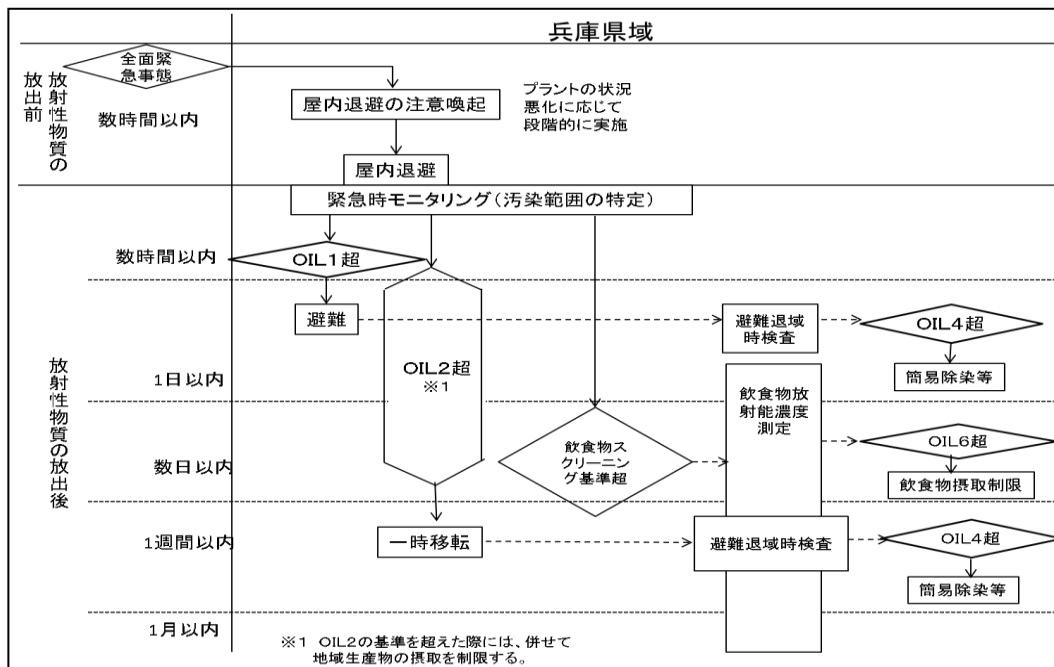 兵庫県域
全面緊
急事態
放射性物質の
放出前
数時間以内
屋内退避の注意喚起
プラントの状況
悪化に応じて
段階的に実施
屋内退避
緊急時モニタリング(汚染範囲の特定)
放射性物質の放出後
数時間以内
OIL1超
避難
避難退域
時検査
OIL4超
簡易除染等
1日以内
OIL2超
※1
飲食物放
射能濃度
測定
数日以内
飲食物ス
クリーニン
グ基準超
OIL6超
飲食物摂取制限
1週間以内
一時移転
避難退域時検査
OIL4超
簡易除染等
1月以内
※1 OIL2の基準を超えた際には、併せて
地域生産物の摂取を制限する。